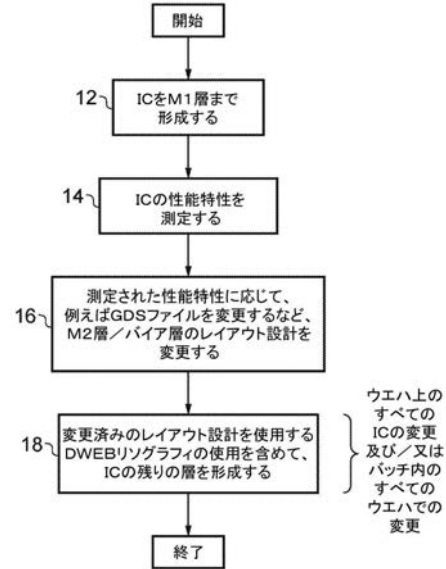 開始
12
ICをM1層まで
形成する
14
ICの性能特性を
測定する
16
測定された性能特性に応じて、
例えばGDSファイルを変更するなど、
M2層/バイア層のレイアウト設計を
変更する
18
変更済みのレイアウト設計を使用する
DWEBリソグラフィの使用を含めて、
ICの残りの層を形成する
ウエハ上の
すべての
ICの変更
及び/又は
バッチ内の
すべての
ウエハでの
変更
終了